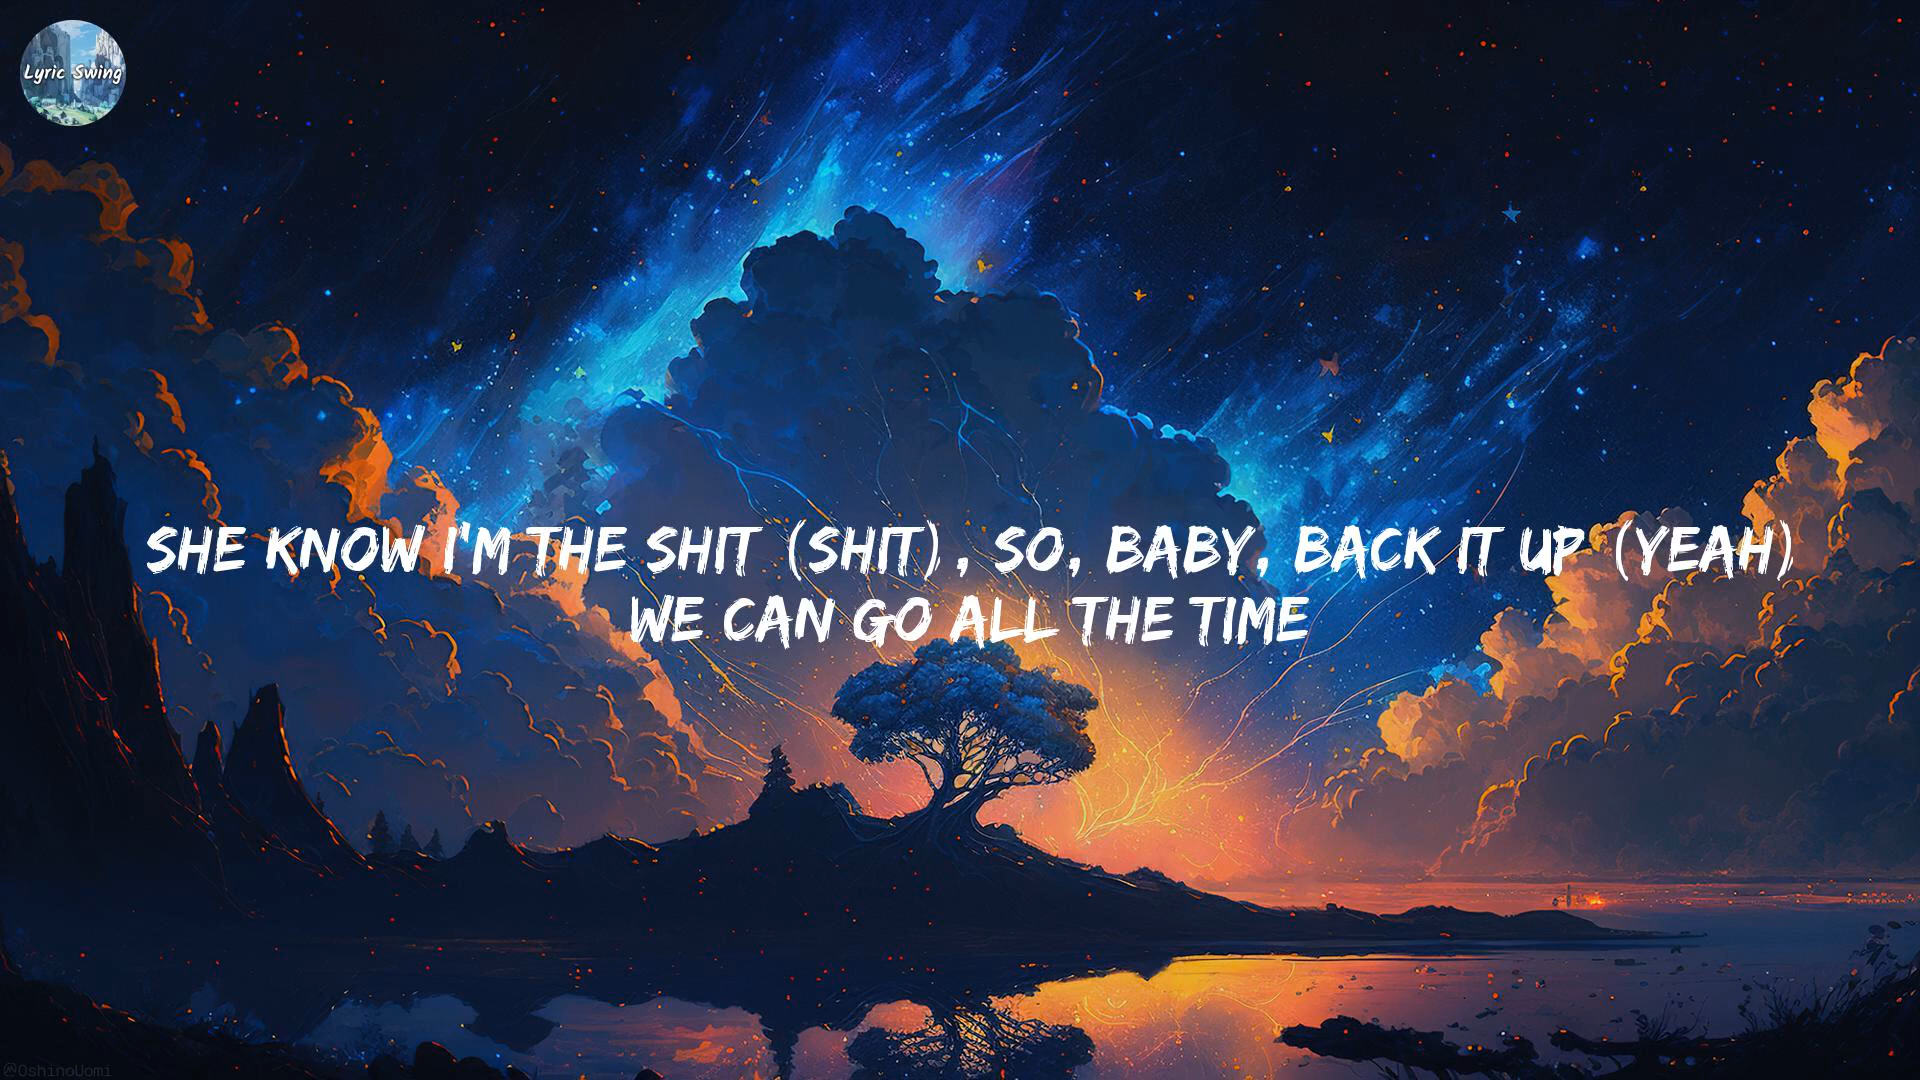 Lyric Swing
SHE KNOW I'M THE SHIT (SHIT), SO, BABY, BACK IT UP (YEAH)
WE CAN GO ALL THE TIME
@OshinoUomi